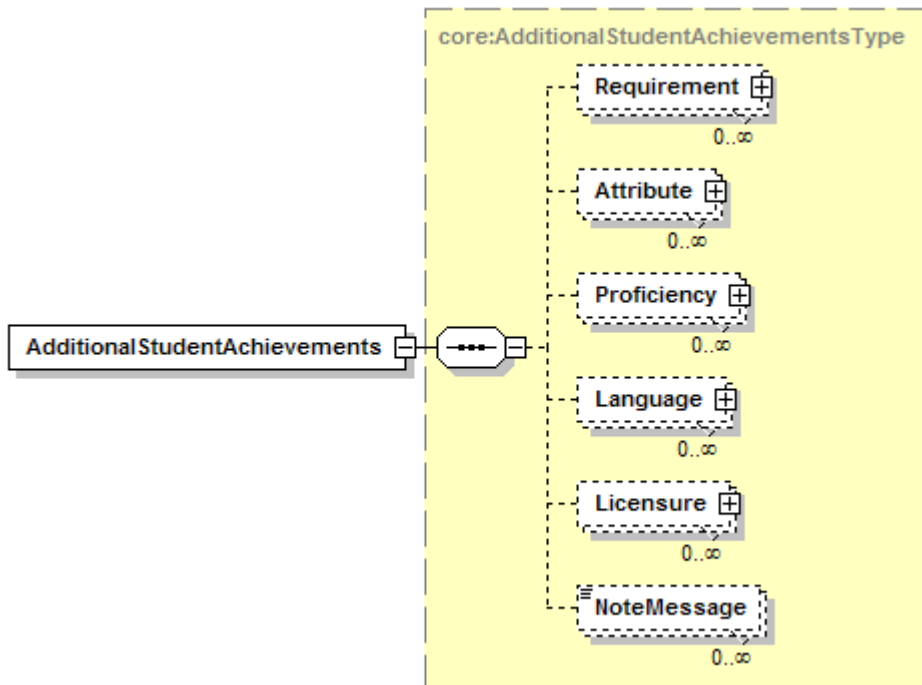 core:AdditionalStudentAchievementsType
Requirement
0..∞
Attribute
0..∞
Proficiency
0..∞
AdditionalStudentAchievements
Language
0..∞
Licensure
0..∞
NoteMessage
0..∞